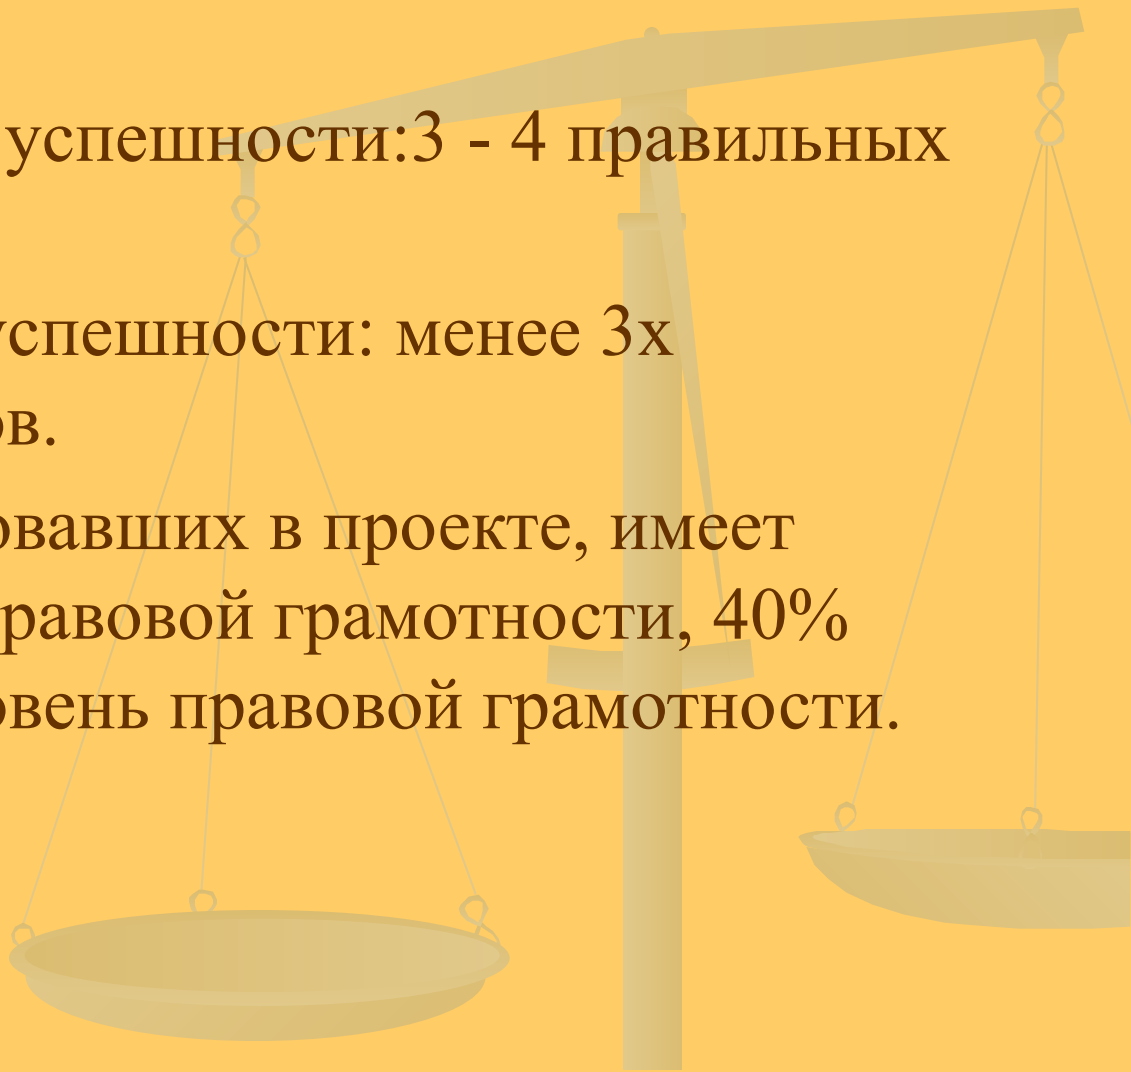 успешности:3 - 4 правильных
успешности: менее 3х
ов.
овавших в проекте, имеет
равовой грамотности, 40%
овень правовой грамотности.